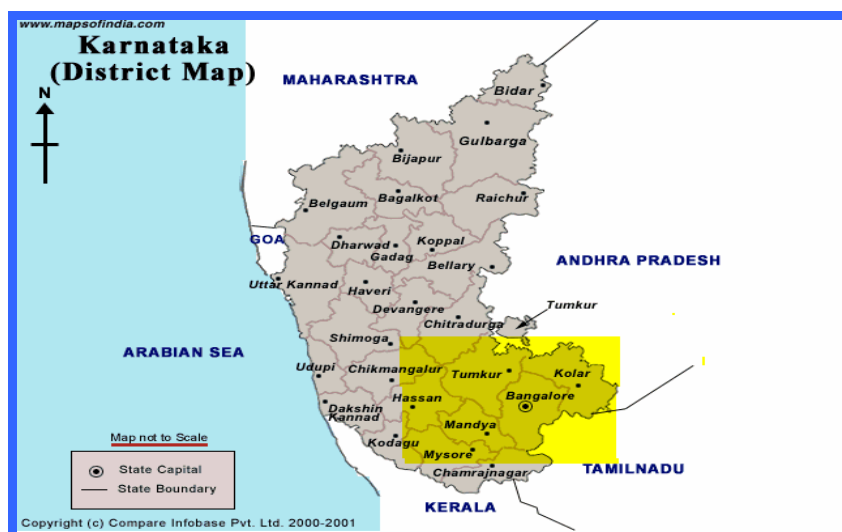 www.mapsofindia.com
Karnataka
(District Map)
N
MAHARASHTRA
Bidar
Gulbarga
Bijapur
Belgaum
Bagalkot
Raichur
GOA
Dharwad
Koppal
Gadag
Bellary
ANDHRA PRADESH
Uttar Kannad
Haveri
Devangere
Tumkur
Chitradurga
Shimoga
ARABIAN SEA
Udupi
Chikmangalur
Tumkur
Kolar
Hassan
Bangalore
Dakshin
Kannad
Mandya
Map not to Scale
Kodagu
Mysore
State Capital
Chamrajnagar
TAMILNADU
State Boundary
KERALA
Copyright (c) Compare Infobase Pvt. Ltd. 2000-2001